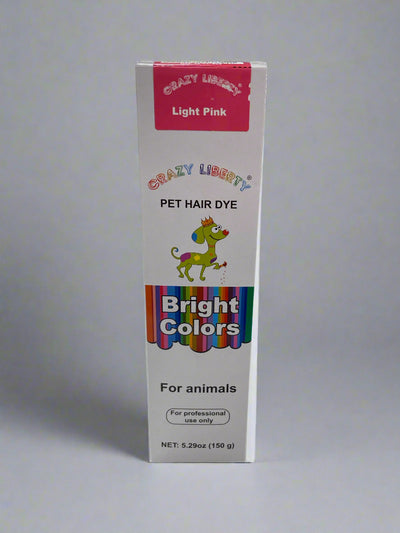 CRAZY LIBERTY®
Light Pink
CRAZY LIBERTY®
PET HAIR DYE
Bright
Colors
For animals
For professional
use only
NET: 5.29oz (150 g)